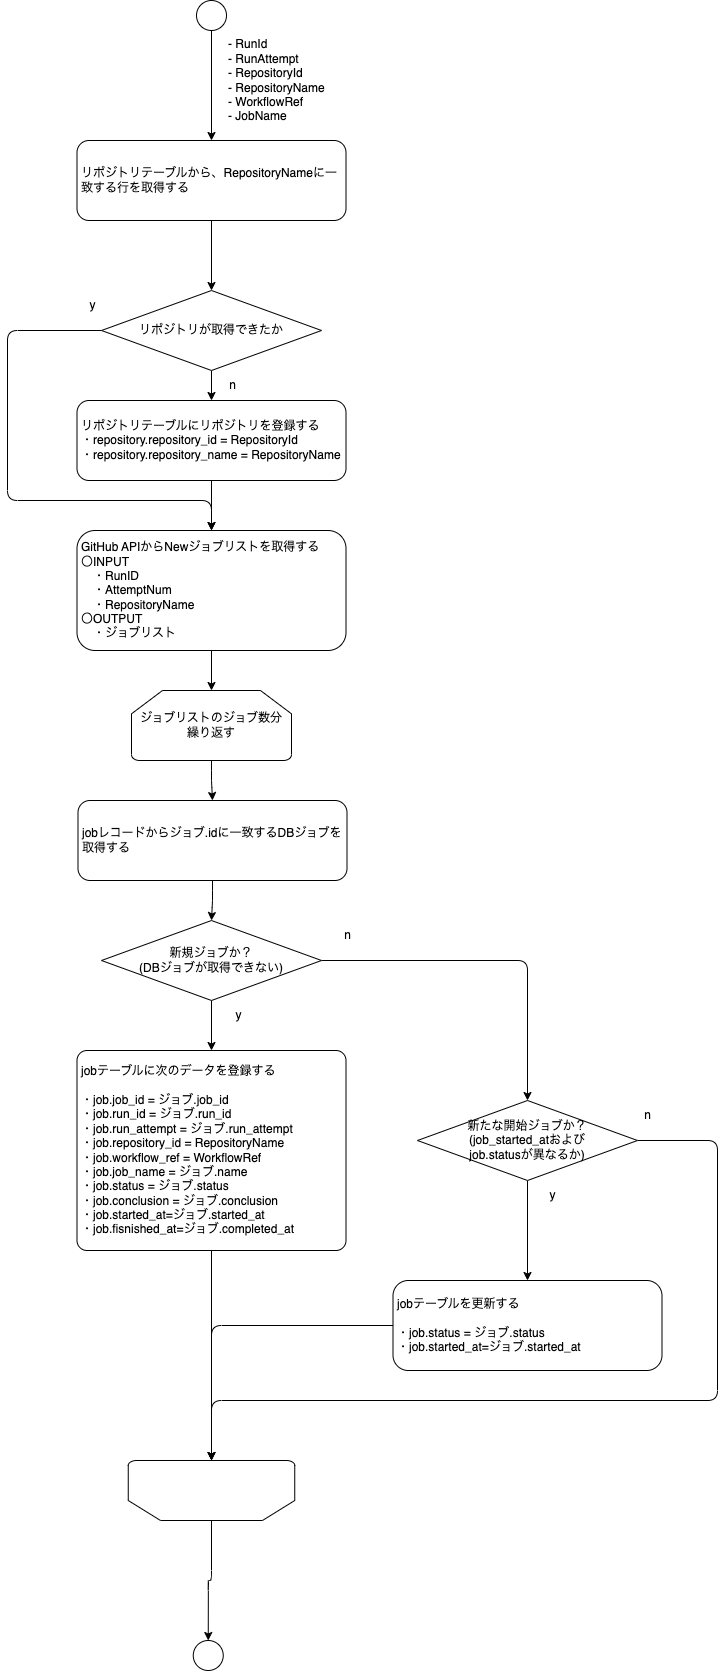 - RunId
- RunAttempt
- RepositoryId
- RepositoryName
- WorkflowRef
- JobName
リポジトリテーブルから、RepositoryNameに一
致する行を取得する
リポジトリが取得できたか
y
n
リポジトリテーブルにリポジトリを登録する
・repository.repository_id = RepositoryId
・repository.repository_name = RepositoryName
GitHub APIからNewジョブリストを取得する
〇INPUT
・RunID
・AttemptNum
・RepositoryName
〇OUTPUT
・ジョブリスト
ジョブリストのジョブ数分
繰り返す
jobレコードからジョブ.idに一致するDBジョブを
取得する
新規ジョブか？
(DBジョブが取得できない)
n
y
jobテーブルに次のデータを登録する
・job.job_id = ジョブ.job_id
・job.run_id = ジョブ.run_id
・job.run_attempt = ジョブ.run_attempt
・job.repository_id = RepositoryName
・job.workflow_ref = WorkflowRef
・job.job_name = ジョブ.name
・job.status = ジョブ.status
・job.conclusion = ジョブ.conclusion
・job.started_at=ジョブ.started_at
・job.fisnished_at=ジョブ.completed_at
新たな開始ジョブか？
(job_started_atおよび
job.statusが異なるか)
n
y
jobテーブルを更新する
・job.status = ジョブ.status
・job.started_at=ジョブ.started_at